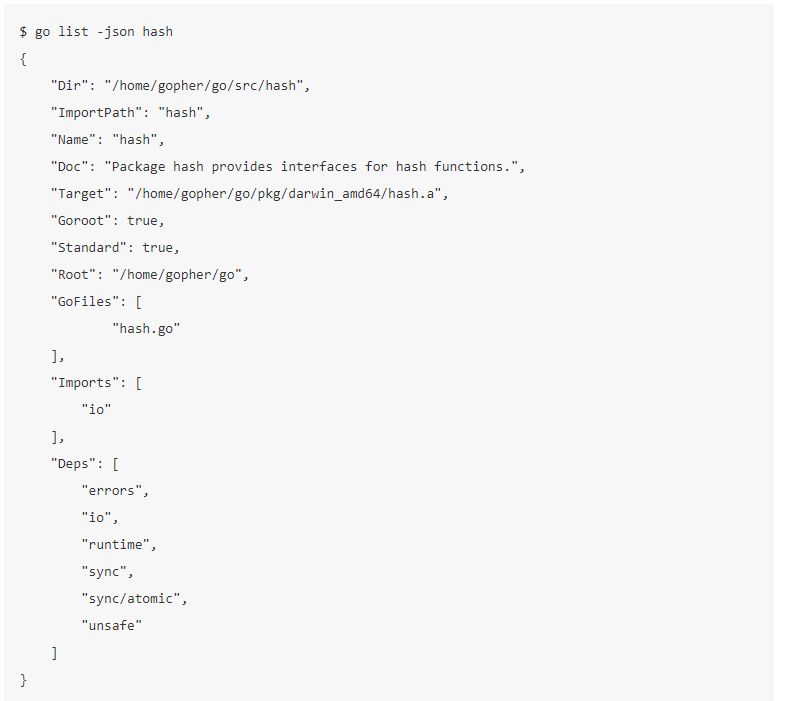 $ go list -json hash
{
    "Dir": "/home/gopher/go/src/hash",
    "ImportPath": "hash",
    "Name": "hash",
    "Doc": "Package hash provides interfaces for hash functions.",
    "Target": "/home/gopher/go/pkg/darwin_amd64/hash.a",
    "Goroot": true,
    "Standard": true,
    "Root": "/home/gopher/go",
    "GoFiles": [
            "hash.go"
    ],
    "Imports": [
        "io"
    ],
    "Deps": [
        "errors",
        "io",
        "runtime",
        "sync",
        "sync/atomic",
        "unsafe"
    ]
}